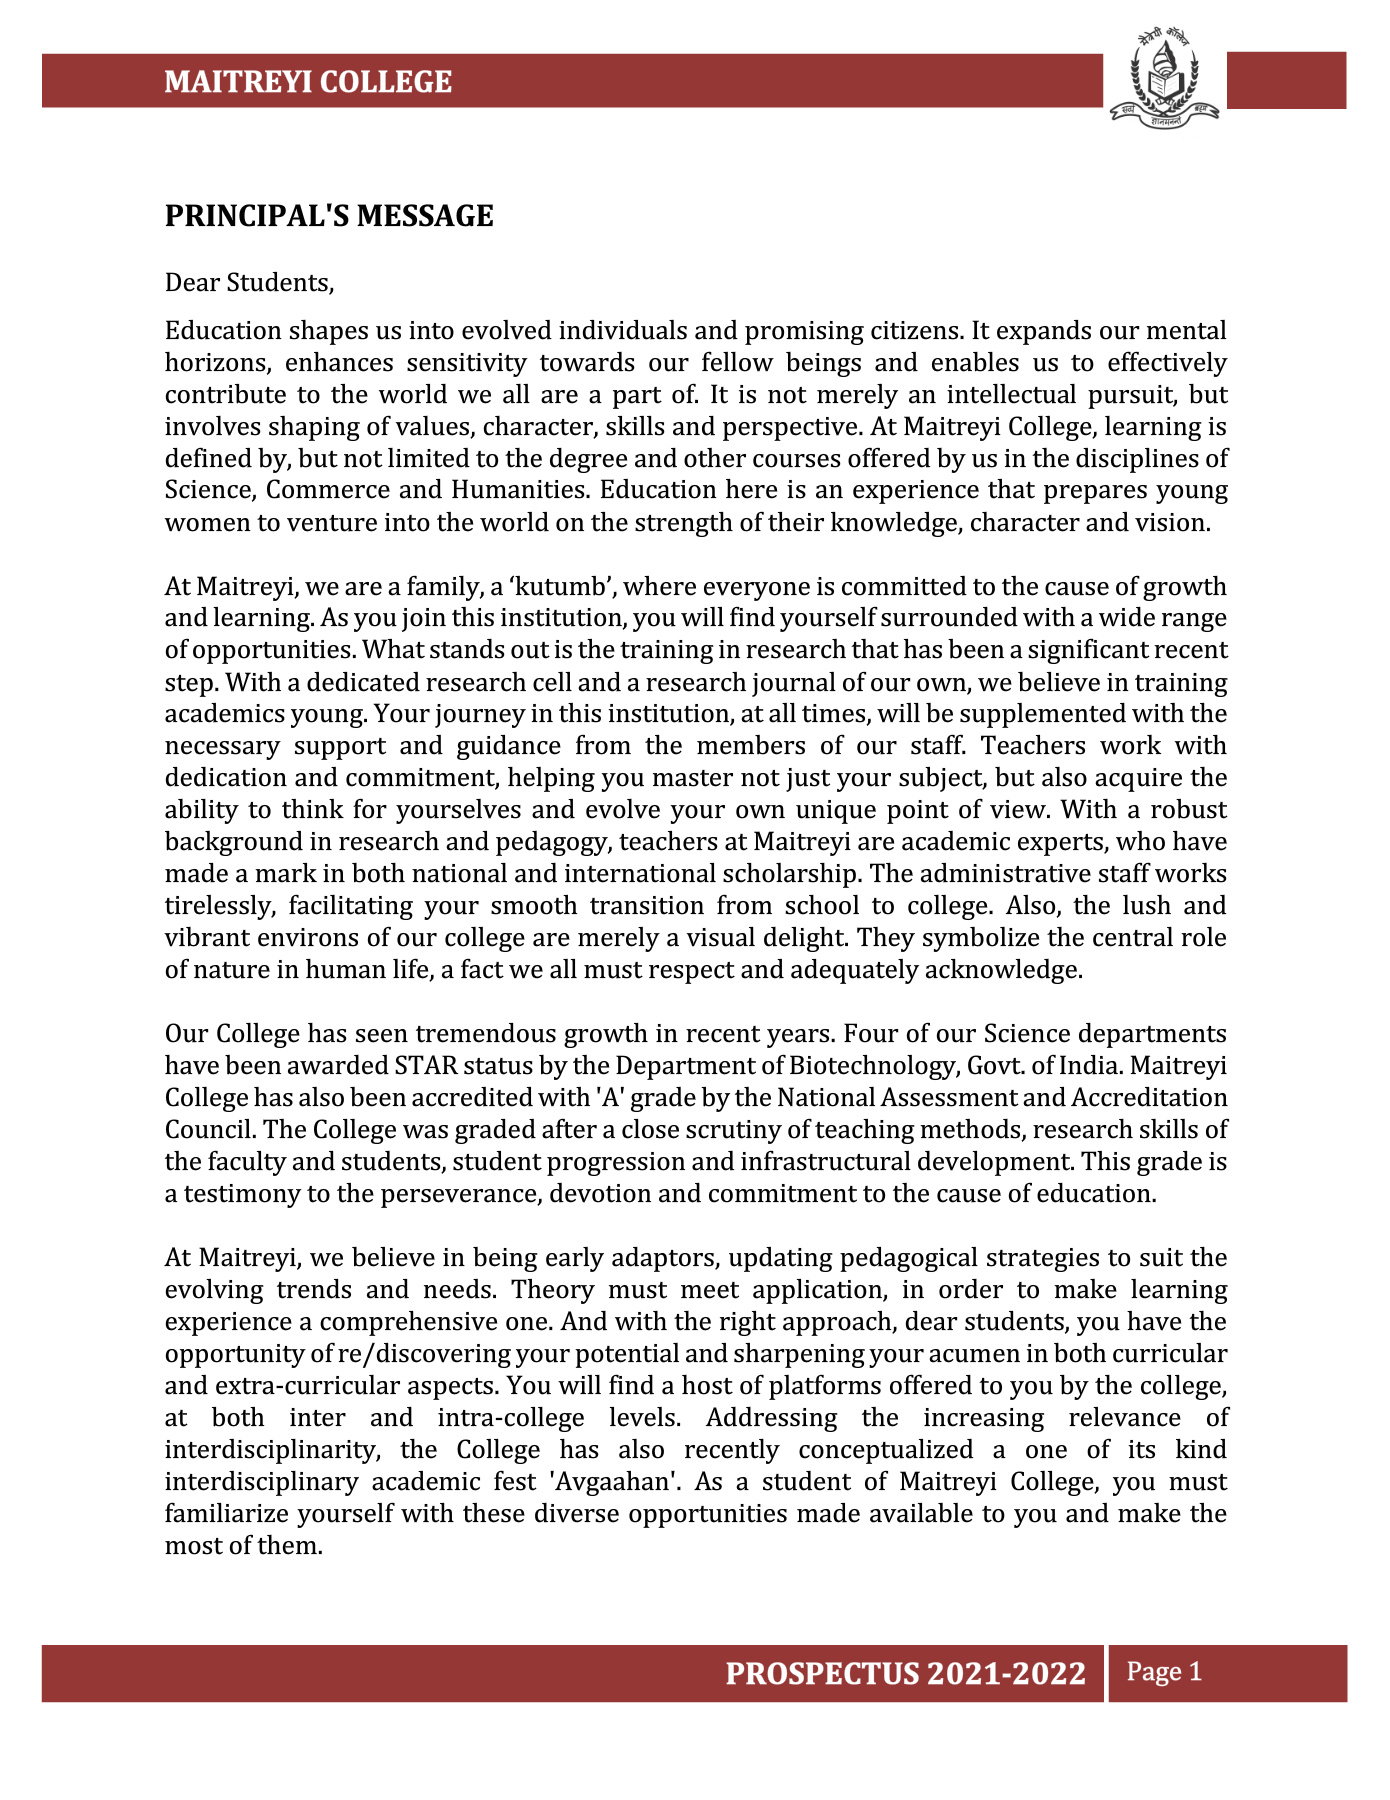 MAITREYI COLLEGE
मैत्रेयी कॉलेज
सत्यं
ज्ञानमनन्तं
ब्रह्म
PRINCIPAL'S MESSAGE
Dear Students,
Education shapes us into evolved individuals and promising citizens. It expands our mental
horizons, enhances sensitivity towards our fellow beings and enables us to effectively
contribute to the world we all are a part of. It is not merely an intellectual pursuit, but
involves shaping of values, character, skills and perspective. At Maitreyi College, learning is
defined by, but not limited to the degree and other courses offered by us in the disciplines of
Science, Commerce and Humanities. Education here is an experience that prepares young
women to venture into the world on the strength of their knowledge, character and vision.
At Maitreyi, we are a family, a ‘kutumb’, where everyone is committed to the cause of growth
and learning. As you join this institution, you will find yourself surrounded with a wide range
of opportunities. What stands out is the training in research that has been a significant recent
step. With a dedicated research cell and a research journal of our own, we believe in training
academics young. Your journey in this institution, at all times, will be supplemented with the
necessary support and guidance from the members of our staff. Teachers work with
dedication and commitment, helping you master not just your subject, but also acquire the
ability to think for yourselves and evolve your own unique point of view. With a robust
background in research and pedagogy, teachers at Maitreyi are academic experts, who have
made a mark in both national and international scholarship. The administrative staff works
tirelessly, facilitating your smooth transition from school to college. Also, the lush and
vibrant environs of our college are merely a visual delight. They symbolize the central role
of nature in human life, a fact we all must respect and adequately acknowledge.
Our College has seen tremendous growth in recent years. Four of our Science departments
have been awarded STAR status by the Department of Biotechnology, Govt. of India. Maitreyi
College has also been accredited with 'A' grade by the National Assessment and Accreditation
Council. The College was graded after a close scrutiny of teaching methods, research skills of
the faculty and students, student progression and infrastructural development. This grade is
a testimony to the perseverance, devotion and commitment to the cause of education.
At Maitreyi, we believe in being early adaptors, updating pedagogical strategies to suit the
evolving trends and needs. Theory must meet application, in order to make learning
experience a comprehensive one. And with the right approach, dear students, you have the
opportunity of re/discovering your potential and sharpening your acumen in both curricular
and extra-curricular aspects. You will find a host of platforms offered to you by the college,
at both inter and intra-college levels. Addressing the increasing relevance of
interdisciplinarity, the College has also recently conceptualized a one of its kind
interdisciplinary academic fest 'Avgaahan'. As a student of Maitreyi College, you must
familiarize yourself with these diverse opportunities made available to you and make the
most of them.
PROSPECTUS 2021-2022
Page 1